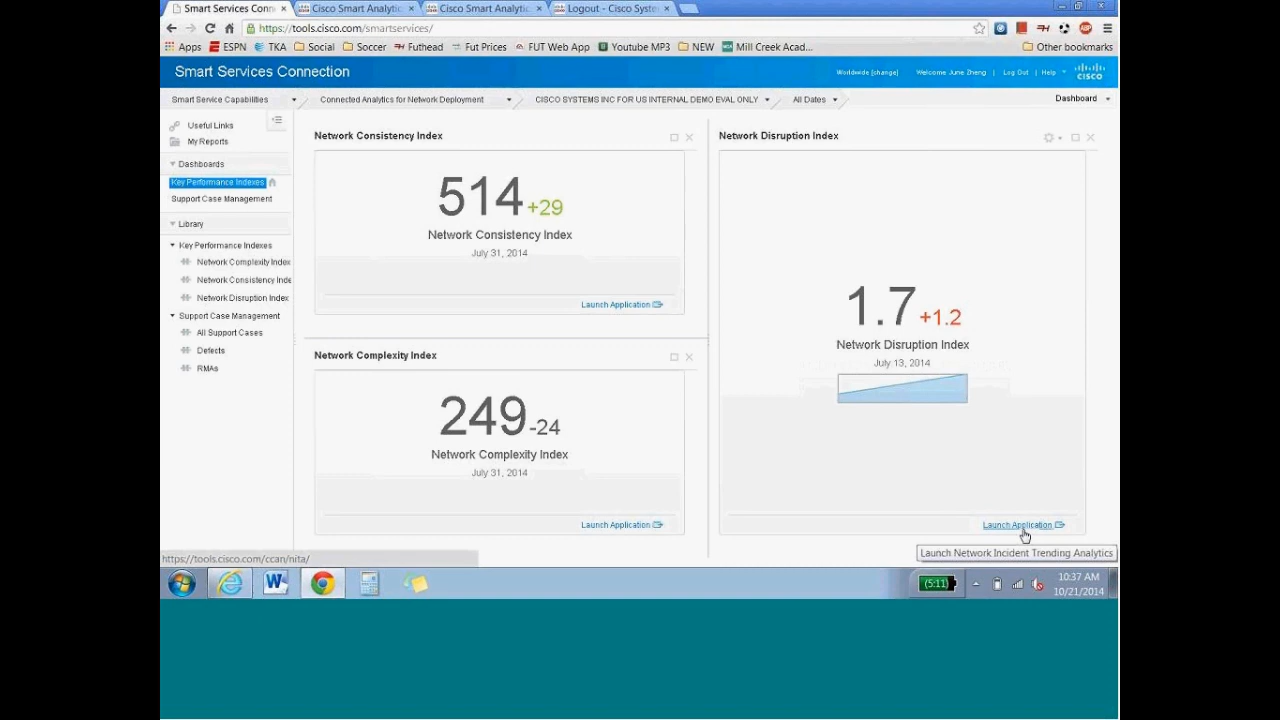 Smart Services Conn
Cisco Smart Analytic
Cisco Smart Analytic
Logout - Cisco System
https://tools.cisco.com/smartservices/
Apps ESPN TKA Social Soccer Futhead Fut Prices FUT Web App Youtube MP3 NEW Mill Creek Acad... Other bookmarks
Smart Services Connection
Worldwide [change] Welcome June Zheng | Log Out | Help
CISCO
Smart Service Capabilities
Connected Analytics for Network Deployment
CISCO SYSTEMS INC FOR US INTERNAL DEMO EVAL ONLY
All Dates
Dashboard
Useful Links
My Reports
Dashboards
Key Performance Indexes
Support Case Management
Library
Key Performance Indexes
Network Complexity Index
Network Consistency Inde
Network Disruption Index
Support Case Management
All Support Cases
Defects
RMAs
Network Consistency Index
514 +29
Network Consistency Index
July 31, 2014
Launch Application
Network Complexity Index
249 -24
Network Complexity Index
July 31, 2014
Launch Application
Network Disruption Index
1.7 +1.2
Network Disruption Index
July 13, 2014
Launch Application
Launch Network Incident Trending Analytics
https://tools.cisco.com/ccan/nita/
(5:11)
10:37 AM
10/21/2014